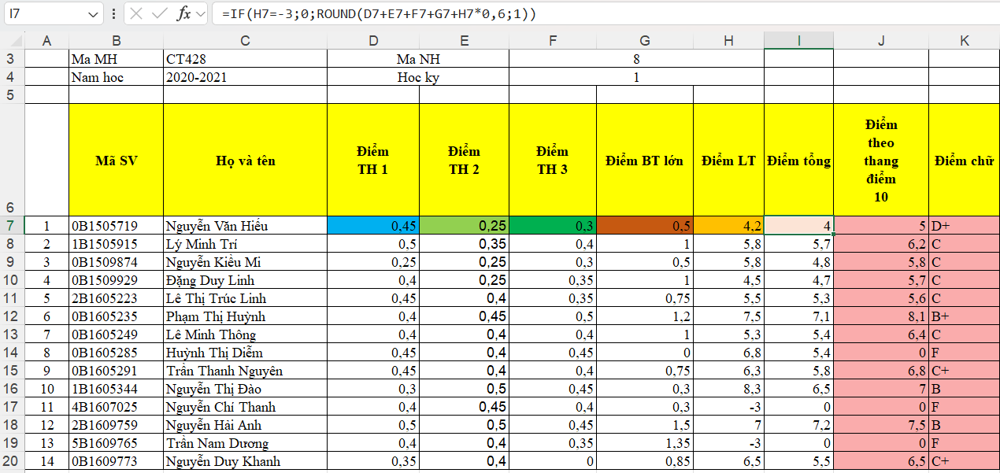 I7 fx =IF(H7=-3;0;ROUND(D7+E7+F7+G7+H7*0,6;1))
A B C D E F G H I J K
3 Ma MH CT428 Ma NH 8
4 Nam hoc 2020-2021 Hoc ky 1
5
6 Mã SV Họ và tên Điểm TH 1 Điểm TH 2 Điểm TH 3 Điểm BT lớn Điểm LT Điểm tổng Điểm theo thang điểm 10 Điểm chữ
7 1 0B1505719 Nguyễn Văn Hiếu 0,45 0,25 0,3 0,5 4,2 4 5 D+
8 2 1B1505915 Lý Minh Trí 0,5 0,35 0,4 1 5,8 5,7 6,2 C
9 3 0B1509874 Nguyễn Kiều Mi 0,25 0,25 0,3 0,5 5,8 4,8 5,8 C
10 4 0B1509929 Đặng Duy Linh 0,4 0,25 0,35 1 4,5 4,7 5,7 C
11 5 2B1605223 Lê Thị Trúc Linh 0,45 0,4 0,35 0,75 5,5 5,3 5,6 C
12 6 0B1605235 Phạm Thị Huỳnh 0,4 0,45 0,5 1,2 7,5 7,1 8,1 B+
13 7 0B1605249 Lê Minh Thông 0,4 0,4 0,4 1 5,3 5,4 6,4 C
14 8 0B1605285 Huỳnh Thị Diễm 0,45 0,4 0,45 0 6,8 5,4 0 F
15 9 0B1605291 Trần Thanh Nguyên 0,45 0,4 0,4 0,75 6,3 5,8 6,8 C+
16 10 1B1605344 Nguyễn Thị Đào 0,3 0,5 0,45 0,3 8,3 6,5 7 B
17 11 4B1607025 Nguyễn Chí Thanh 0,4 0,45 0,4 0,3 -3 0 0 F
18 12 2B1609759 Nguyễn Hải Anh 0,5 0,5 0,45 1,5 7 7,2 7,5 B
19 13 5B1609765 Trần Nam Dương 0,4 0,4 0,35 1,35 -3 0 0 F
20 14 0B1609773 Nguyễn Duy Khanh 0,35 0,4 0 0,85 6,5 5,5 6,5 C+